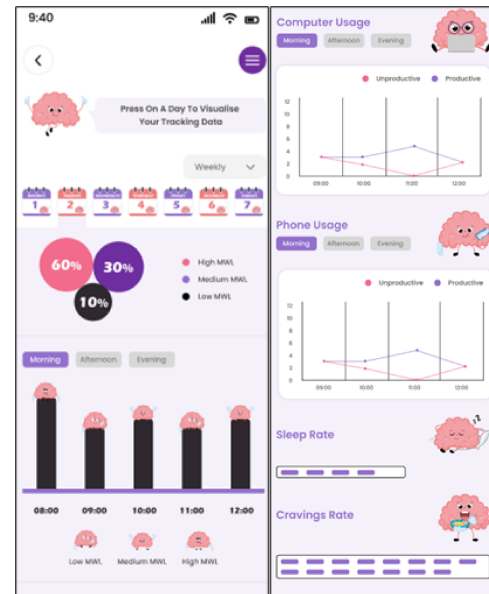 9:40
Press On A Day To Visualise
Your Tracking Data
Weekly
1 2 3 4 5 6 7
60% 30%
10%
High MWL
Medium MWL
Low MWL
Morning Afternoon Evening
08:00 09:00 10:00 11:00 12:00
Low MWL Medium MWL High MWL
Computer Usage
Morning Afternoon Evening
Unproductive Productive
12
10
8
6
4
2
0
09:00 10:00 11:00 12:00
Phone Usage
Morning Afternoon Evening
Unproductive Productive
12
10
8
6
4
2
0
09:00 10:00 11:00 12:00
Sleep Rate
Cravings Rate